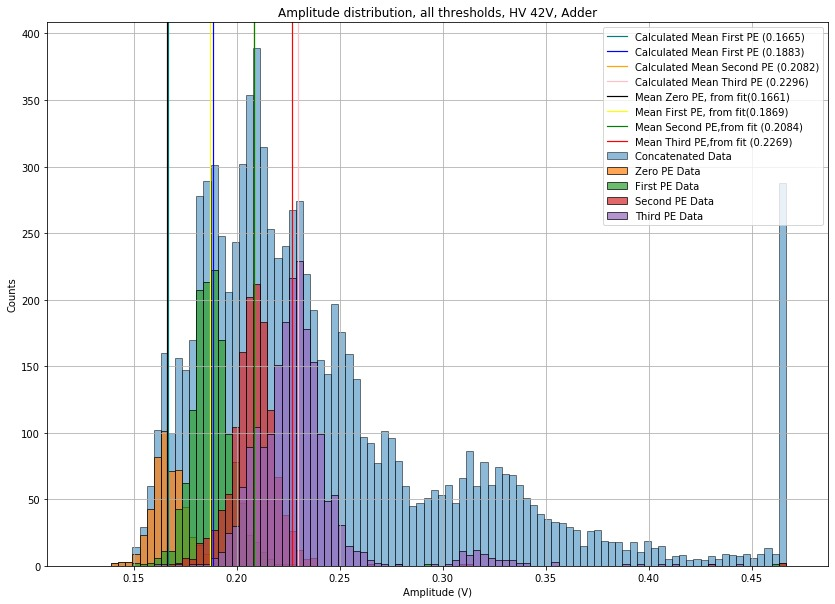 Amplitude distribution, all thresholds, HV 42V, Adder
Calculated Mean First PE (0.1665)
Calculated Mean First PE (0.1883)
Calculated Mean Second PE (0.2082)
Calculated Mean Third PE (0.2296)
Mean Zero PE, from fit(0.1661)
Mean First PE, from fit(0.1869)
Mean Second PE,from fit (0.2084)
Mean Third PE,from fit (0.2269)
Concatenated Data
Zero PE Data
First PE Data
Second PE Data
Third PE Data
Counts
400
350
300
250
200
150
100
50
0
0.15
0.20
0.25
0.30
0.35
0.40
0.45
Amplitude (V)